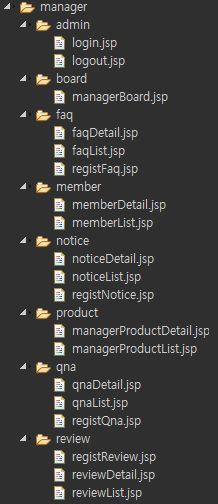 manager
admin
login.jsp
logout.jsp
board
managerBoard.jsp
faq
faqDetail.jsp
faqList.jsp
registFaq.jsp
member
memberDetail.jsp
memberList.jsp
notice
noticeDetail.jsp
noticeList.jsp
registNotice.jsp
product
managerProductDetail.jsp
managerProductList.jsp
qna
qnaDetail.jsp
qnaList.jsp
registQna.jsp
review
registReview.jsp
reviewDetail.jsp
reviewList.jsp